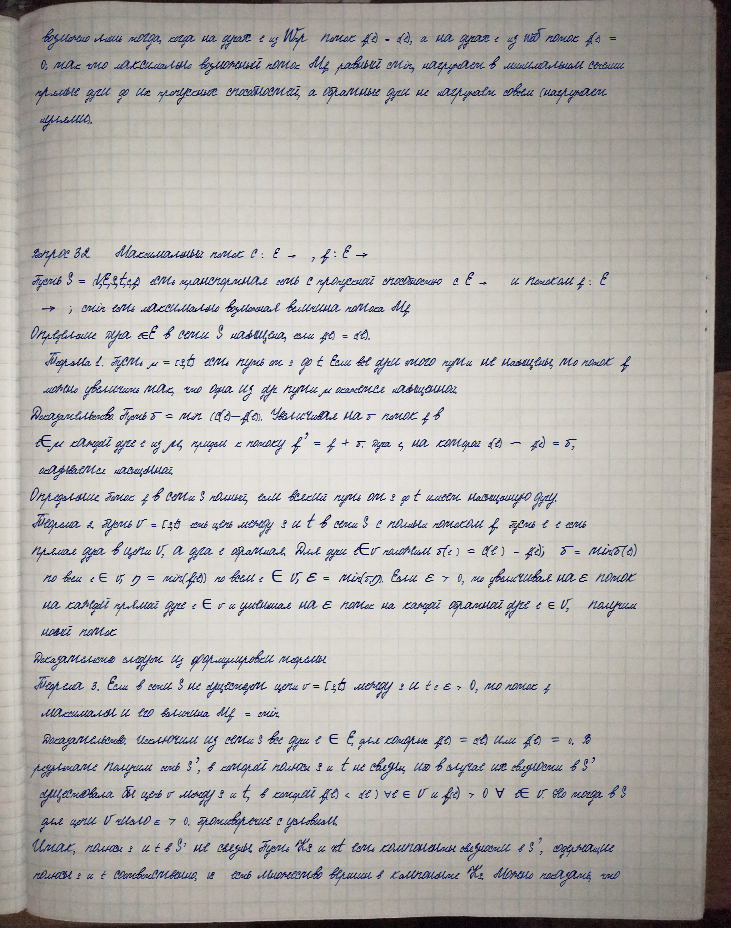 возможно лишь тогда, когда на дугах e из Wпр поток f(e) = c(e), а на дугах e из поток f(e) =
0, так что максимально возможный поток Mf, равный cmin, нагружает в минимальном сечении
прямые дуги до их пропускных способностей, а обратные дуги не нагружает совсем (нагружает
нулями).
Вопрос 32 Максимальный поток c : E → , f : E →
Пусть S = есть транспортная сеть с пропускной способностью c E → и потоком f : E
→ ; cmin есть максимально возможная величина потока Mf
Определение Дуга e∈E в сети S насыщена, если f(e) = c(e).
Теорема 1. Пусть μ = [s,t) есть путь от s до t Если все дуги этого пути не насыщены, то поток f
можно увеличить так, что одна из дуг пути μ окажется насыщенной.
Доказательство Пусть σ = min (c(e)–f(e)). Увеличивая на σ поток f в
e∈μ каждой дуге e из μ, придем к потоку f' = f + σ. Дуга e, на которой c(e) – f(e) = σ,
оказывается насыщенной
Определение Поток f в сети S полный, если всякий путь от s до t имеет насыщенную дугу
Теорема 2. Пусть v = [s,t) есть цепь между s и t в сети S с полным потоком f, пусть e есть
прямая дуга в цепи v, а дуга e обратная. Для дуги e∈v положим σ(e) = c(e) – f(e), σ = minσ(e)
по всем e ∈ v, η = min(f(e)) по всем e ∈ v, ε = min(σ,η). Если ε > 0, то увеличивая на ε поток
на каждой прямой дуге e ∈ v и уменьшая на ε поток на каждой обратной дуге e ∈ v, получим
новый поток
Доказательство следует из формулировки теоремы
Теорема 3. Если в сети S не существует цепи v = [s,t) между s и t с ε > 0, то поток f
максимален и его величина Mf = cmin
Доказательство. Исключим из сети S все дуги e ∈ E, для которых f(e) = c(e) или f(e) = 0. В
результате получим сеть S', в которой полюсы s и t не связны, ибо в случае их связности в S'
существовала бы цепь v между s и t, в которой f(e) < c(e) ∀e ∈ v и f(e) > 0 ∀ e∈ v Но тогда в S
для цепи v число ε > 0. Противоречие с условием.
Итак, полюсы s и t в S' не связны Пусть Ks и Kt есть компоненты связности в S', содержащие
полюсы s и t соответственно, есть множество вершин в компоненте Ks. Можно показать, что